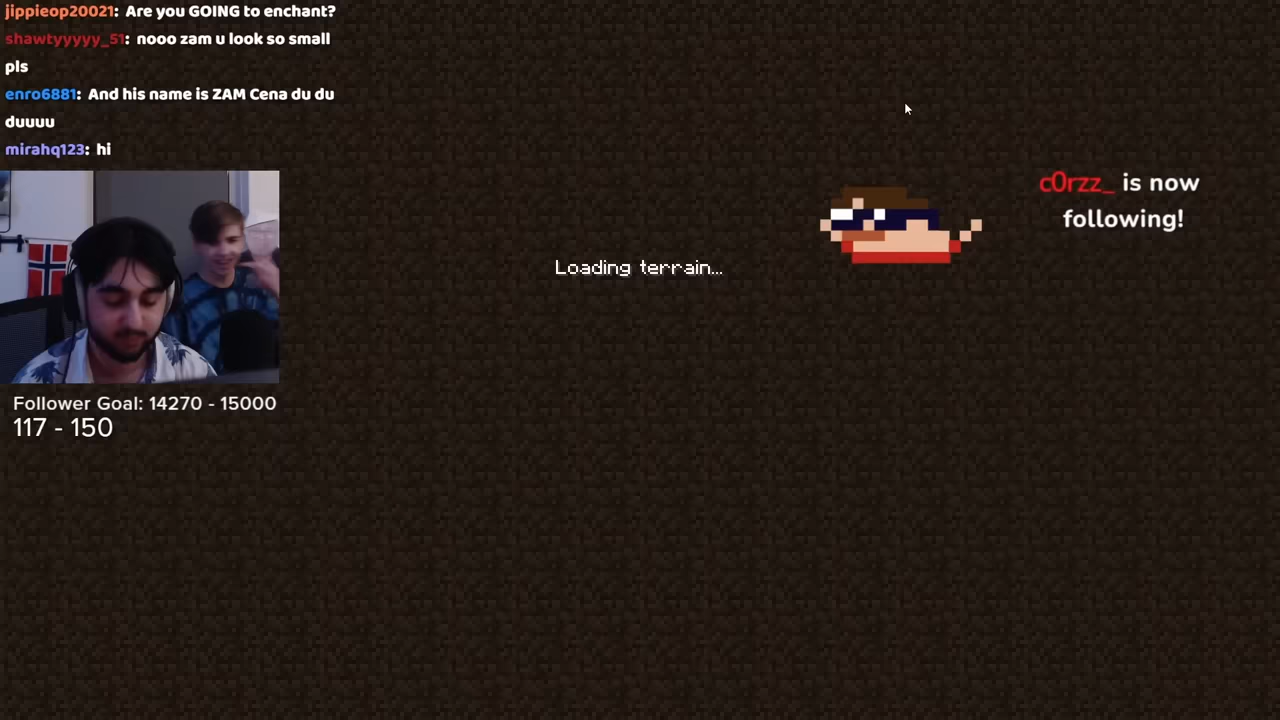 jippieop20021: Are you GOING to enchant?
shawtyyyyy_51: nooo zam u look so small
pls
enro6881: And his name is ZAM Cena du du
duuuu
mirahq123: hi
c0rzz_ is now
following!
Loading terrain...
Follower Goal: 14270 - 15000
117 - 150